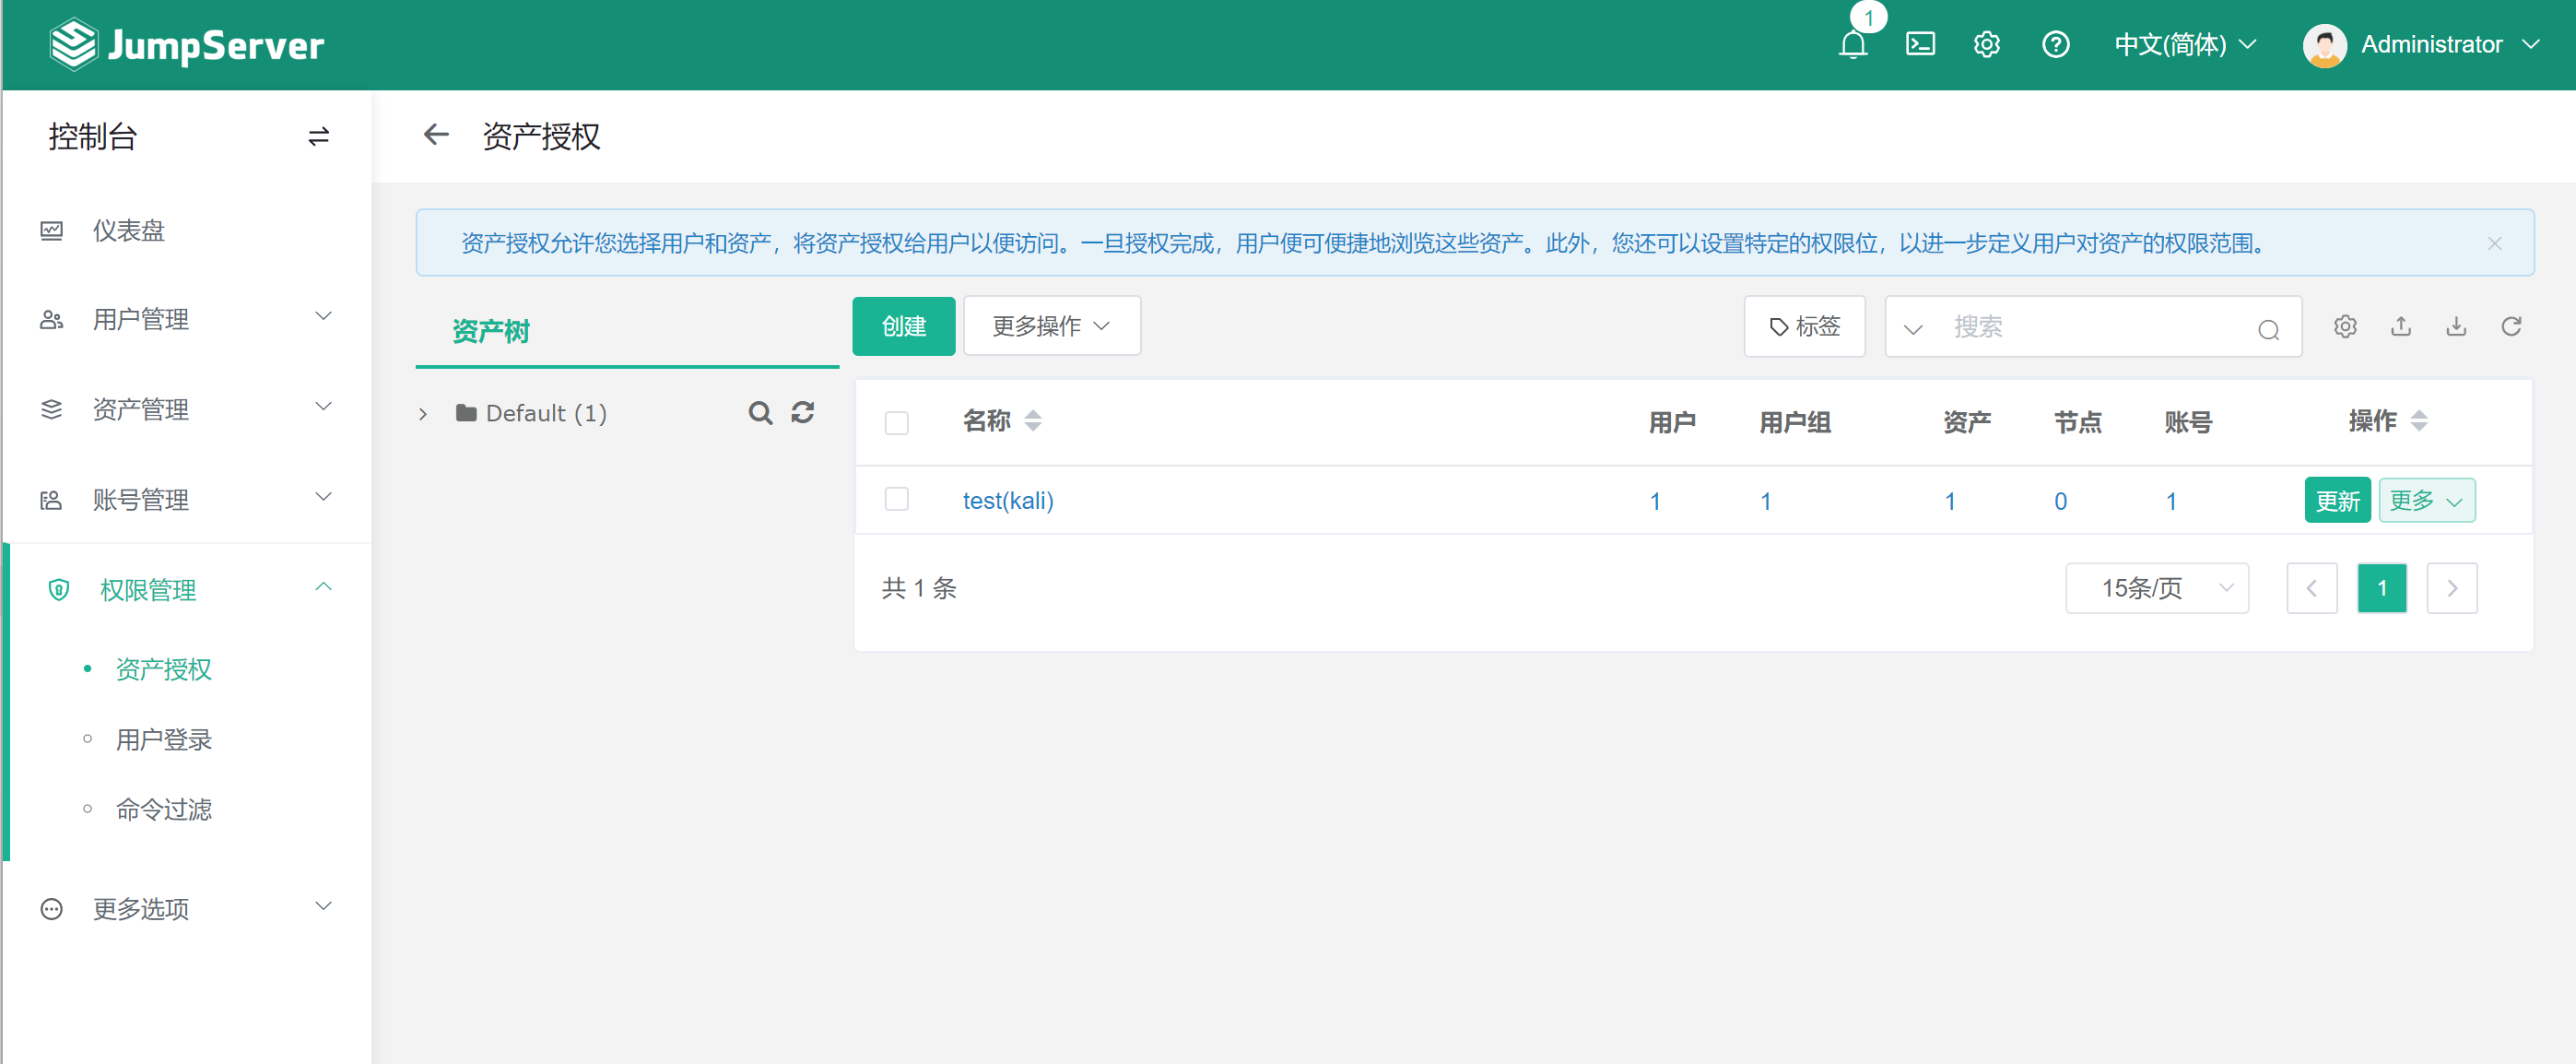 JumpServer
1
中文(简体)
Administrator
控制台
资产授权
仪表盘
用户管理
资产管理
账号管理
权限管理
资产授权
用户登录
命令过滤
更多选项
资产授权允许您选择用户和资产，将资产授权给用户以便访问。一旦授权完成，用户便可便捷地浏览这些资产。此外，您还可以设置特定的权限位，以进一步定义用户对资产的权限范围。
资产树
Default (1)
创建 更多操作
标签
搜索
名称 用户 用户组 资产 节点 账号 操作
test(kali) 1 1 1 0 1 更新 更多
共 1 条
15条/页
1